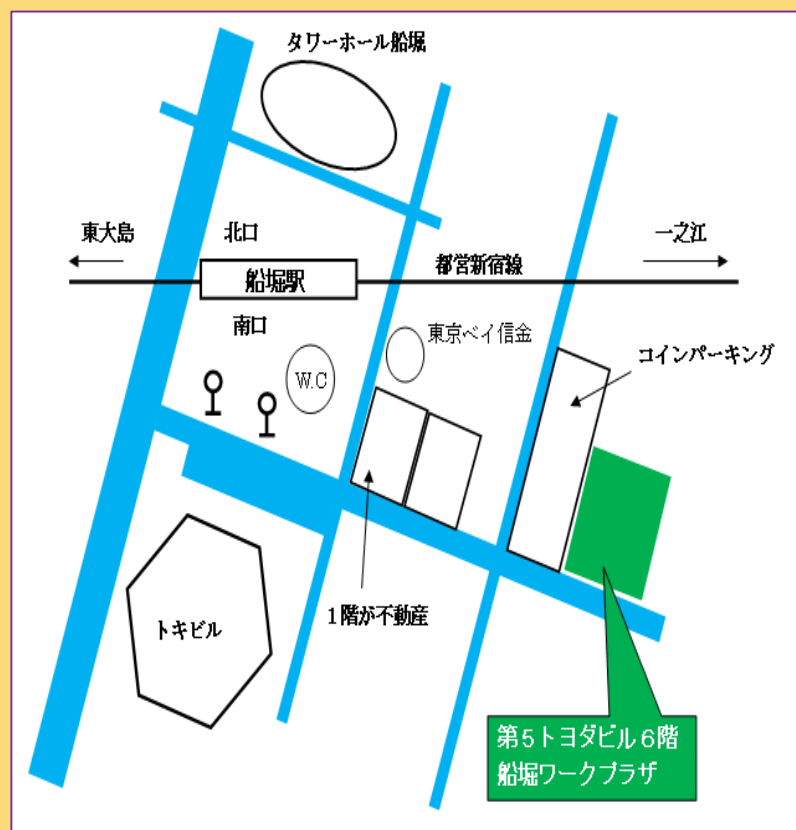 タワーホール船堀
東大島
北口
一之江
船堀駅
都営新宿線
南口
東京ベイ信金
コインパーキング
W.C
1階が不動産
トキビル
第5トヨダビル6階
船堀ワークプラザ